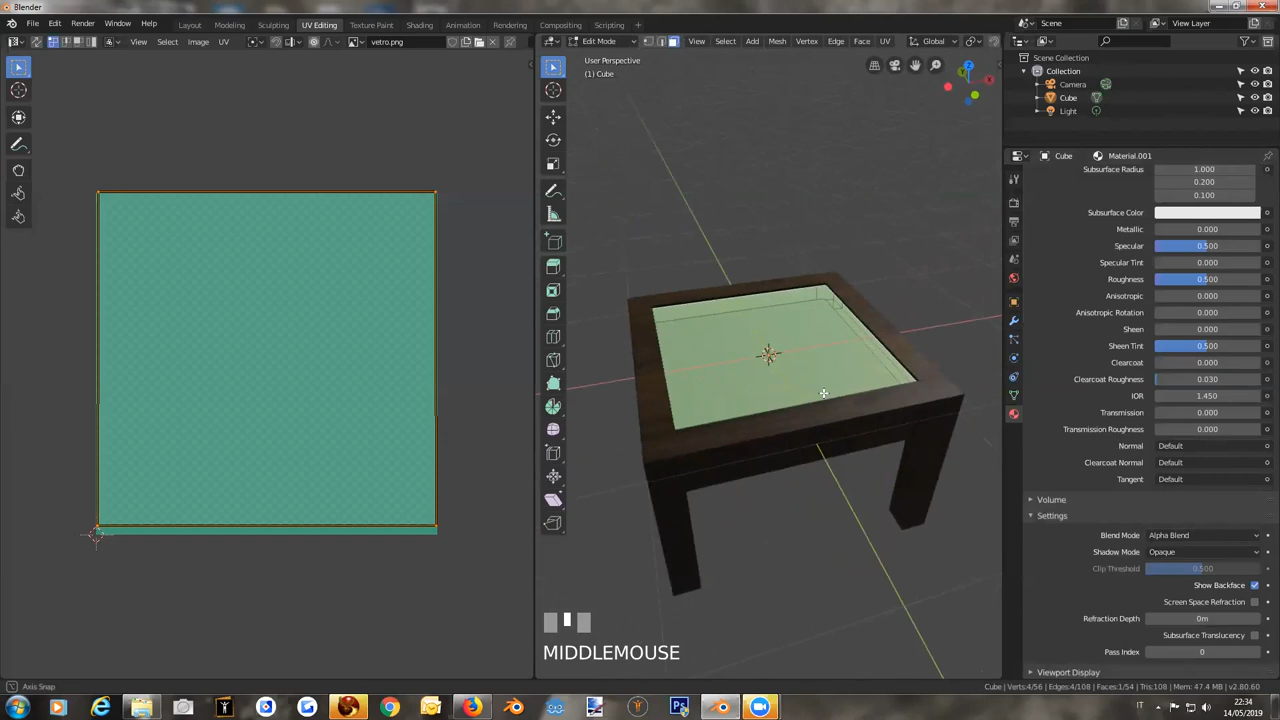 Blender
File Edit Render Window Help Layout Modeling Sculpting UV Editing Texture Paint Shading Animation Rendering Compositing Scripting + Scene View Layer
View Select Image UV vetro.png Edit Mode View Select Add Mesh Vertex Edge Face UV Global
User Perspective
(1) Cube
Scene Collection
Collection
Camera
Cube
Light
Cube Material.001
Subsurface Radius 1.000
0.200
0.100
Subsurface Color
Metallic 0.000
Specular 0.500
Specular Tint 0.000
Roughness 0.500
Anisotropic 0.000
Anisotropic Rotation 0.000
Sheen 0.000
Sheen Tint 0.500
Clearcoat 0.000
Clearcoat Roughness 0.030
IOR 1.450
Transmission 0.000
Transmission Roughness 0.000
Normal Default
Clearcoat Normal Default
Tangent Default
Volume
Settings
Blend Mode Alpha Blend
Shadow Mode Opaque
Clip Threshold 0.500
Show Backface
Screen Space Refraction
Refraction Depth 0m
Subsurface Translucency
Pass Index 0
Viewport Display
MIDDLEMOUSE
Axis Snap
Cube | Verts:4/56 | Edges:4/108 | Faces:1/54 | Tris:108 | Mem: 47.4 MB | v2.80.60
IT
22:34
14/05/2019